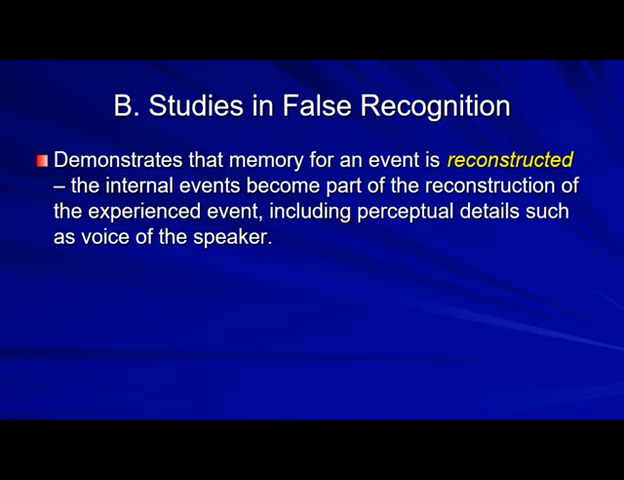 B. Studies in False Recognition
Demonstrates that memory for an event is reconstructed
– the internal events become part of the reconstruction of
the experienced event, including perceptual details such
as voice of the speaker.